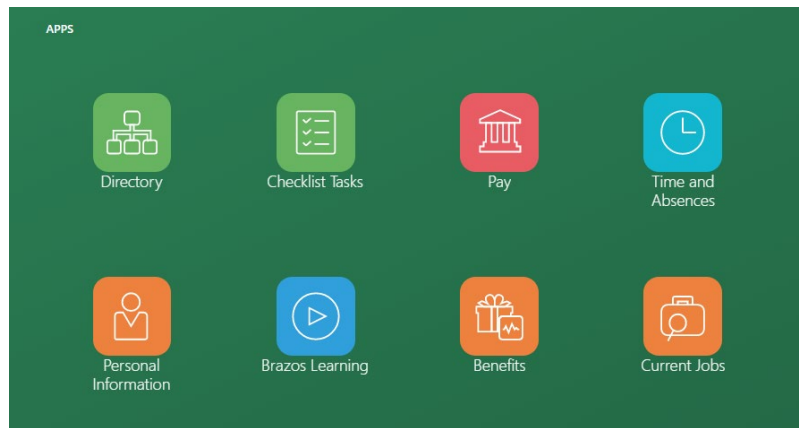 APPS
Directory
Checklist Tasks
Pay
Time and
Absences
Personal
Information
Brazos Learning
Benefits
Current Jobs